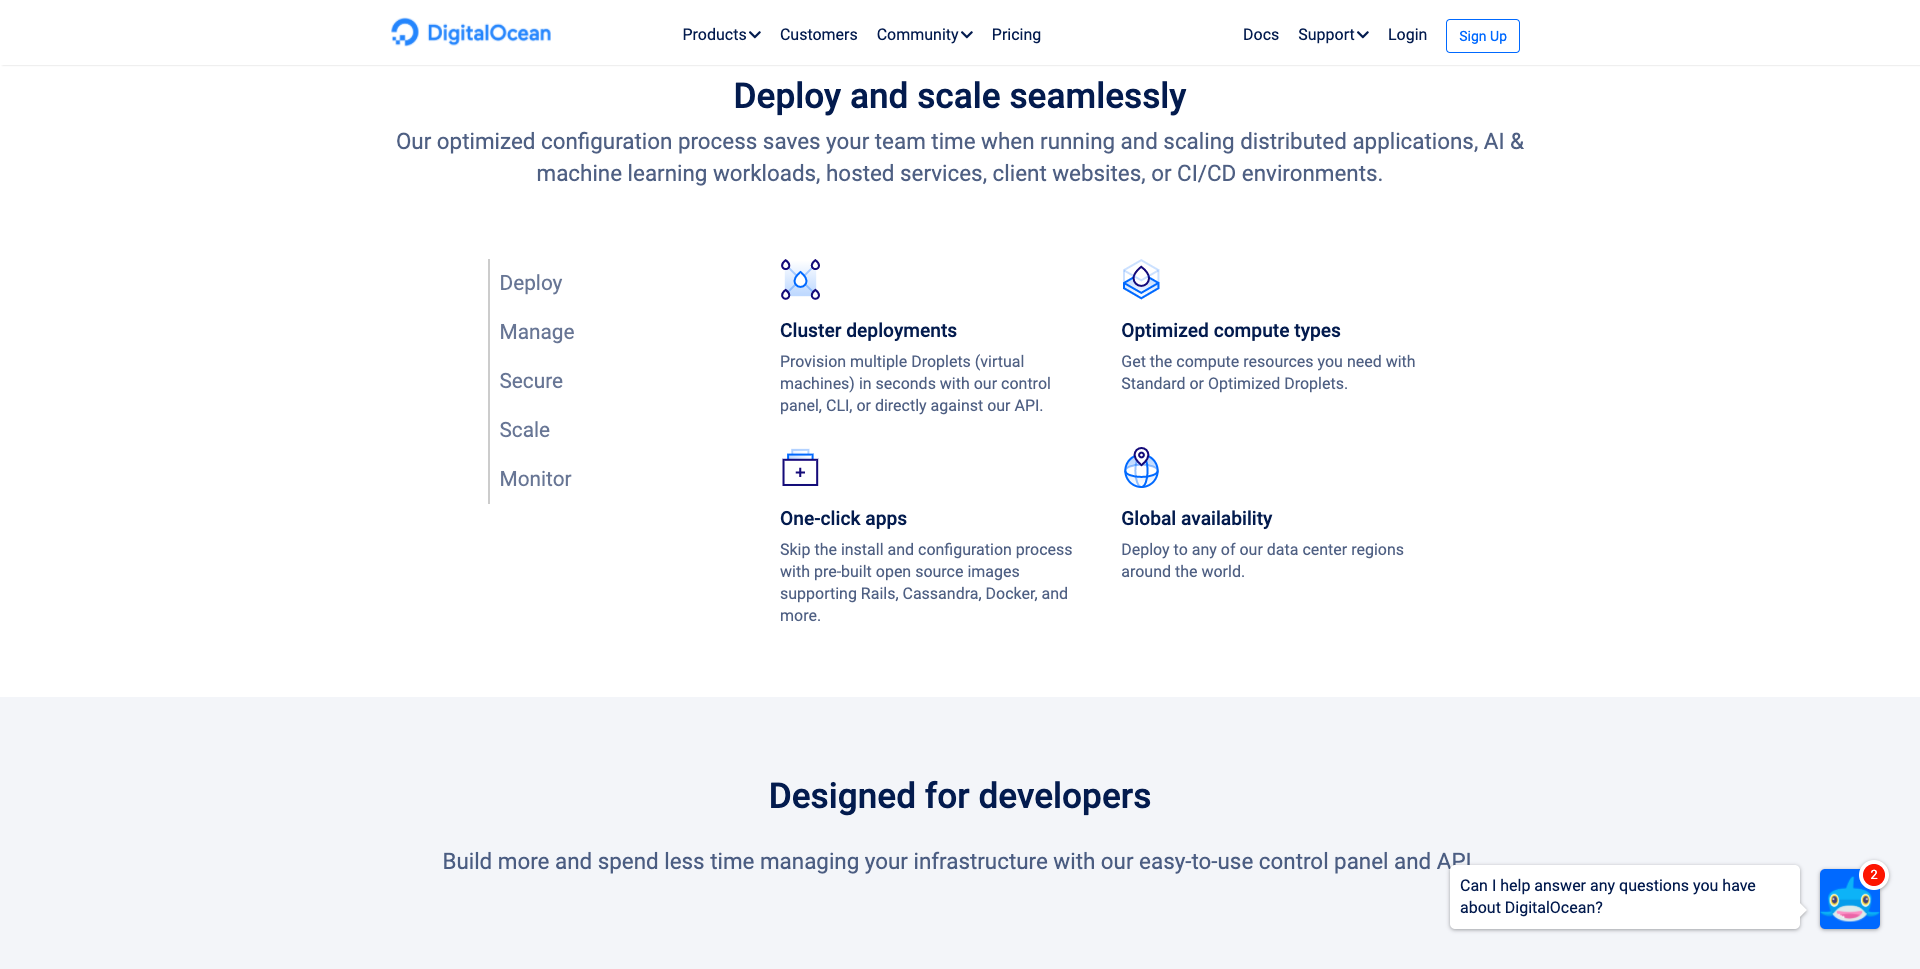 DigitalOcean
Products
Customers
Community
Pricing
Docs
Support
Login
Sign Up
Deploy and scale seamlessly
Our optimized configuration process saves your team time when running and scaling distributed applications, AI &
machine learning workloads, hosted services, client websites, or CI/CD environments.
Deploy
Manage
Secure
Scale
Monitor
Cluster deployments
Provision multiple Droplets (virtual
machines) in seconds with our control
panel, CLI, or directly against our API.
Optimized compute types
Get the compute resources you need with
Standard or Optimized Droplets.
One-click apps
Skip the install and configuration process
with pre-built open source images
supporting Rails, Cassandra, Docker, and
more.
Global availability
Deploy to any of our data center regions
around the world.
Designed for developers
Build more and spend less time managing your infrastructure with our easy-to-use control panel and API
Can I help answer any questions you have
about DigitalOcean?
2